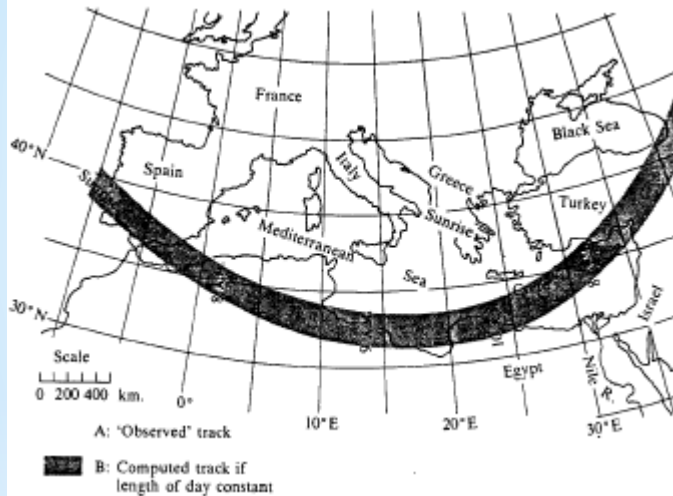 France
Black Sea
40°N
Spain
Italy
Greece
Turkey
Sunrise
Mediterranean
Sea
30°N
Israel
Scale
Egypt
Nile R.
0 200 400 km.
0°
10°E
20°E
30°E
A: 'Observed' track
B: Computed track if
length of day constant